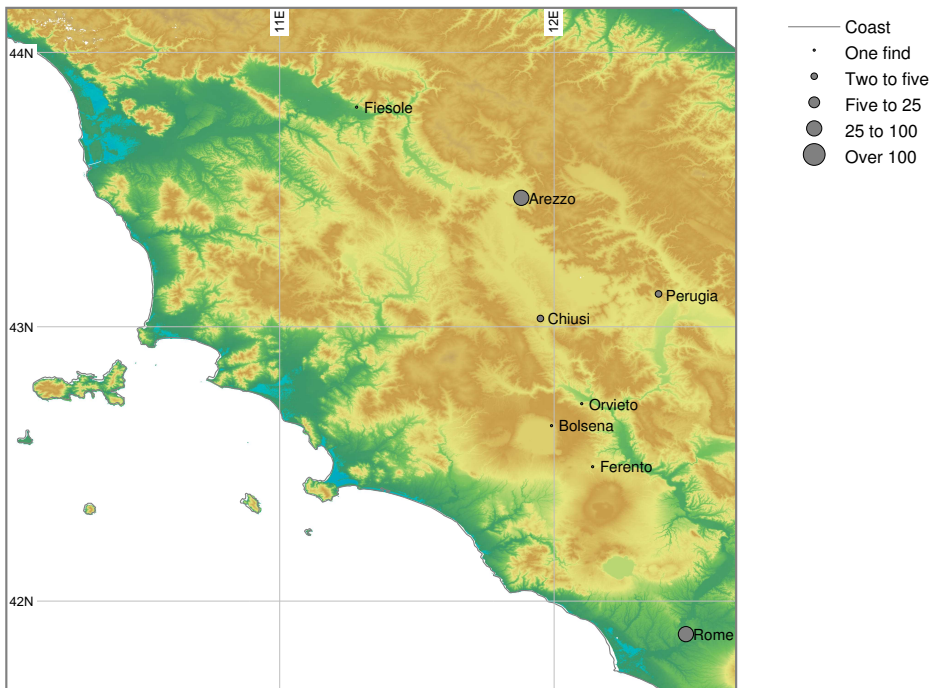 11E
12E
44N
Fiesole
Arezzo
Perugia
Chiusi
43N
Orvieto
Bolsena
Ferento
42N
Rome
Coast
One find
Two to five
Five to 25
25 to 100
Over 100